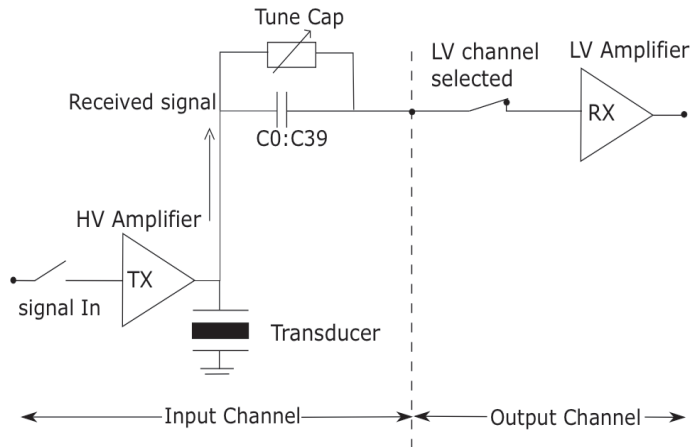 Tune Cap
LV channel
selected
LV Amplifier
Received signal
C0:C39
RX
HV Amplifier
TX
signal In
Transducer
Input Channel
Output Channel